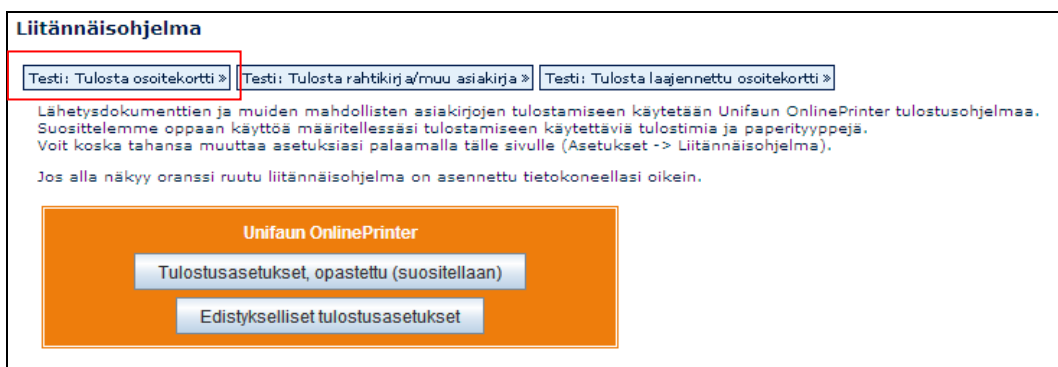 Liitännäisohjelma
Testi: Tulosta osoitekortti » Testi: Tulosta rahtikirja/muu asiakirja » Testi: Tulosta laajennettu osoitekortti »
Lähetysdokumenttien ja muiden mahdollisten asiakirjojen tulostamiseen käytetään Unifaun OnlinePrinter tulostusohjelmaa.
Suosittelemme oppaan käyttöä määritellessäsi tulostamiseen käytettäviä tulostimia ja paperityyppejä.
Voit koska tahansa muuttaa asetuksiasi palaamalla tälle sivulle (Asetukset -> Liitännäisohjelma).
Jos alla näkyy oranssi ruutu liitännäisohjelma on asennettu tietokoneellasi oikein.
Unifaun OnlinePrinter
Tulostusasetukset, opastettu (suositellaan)
Edistykselliset tulostusasetukset